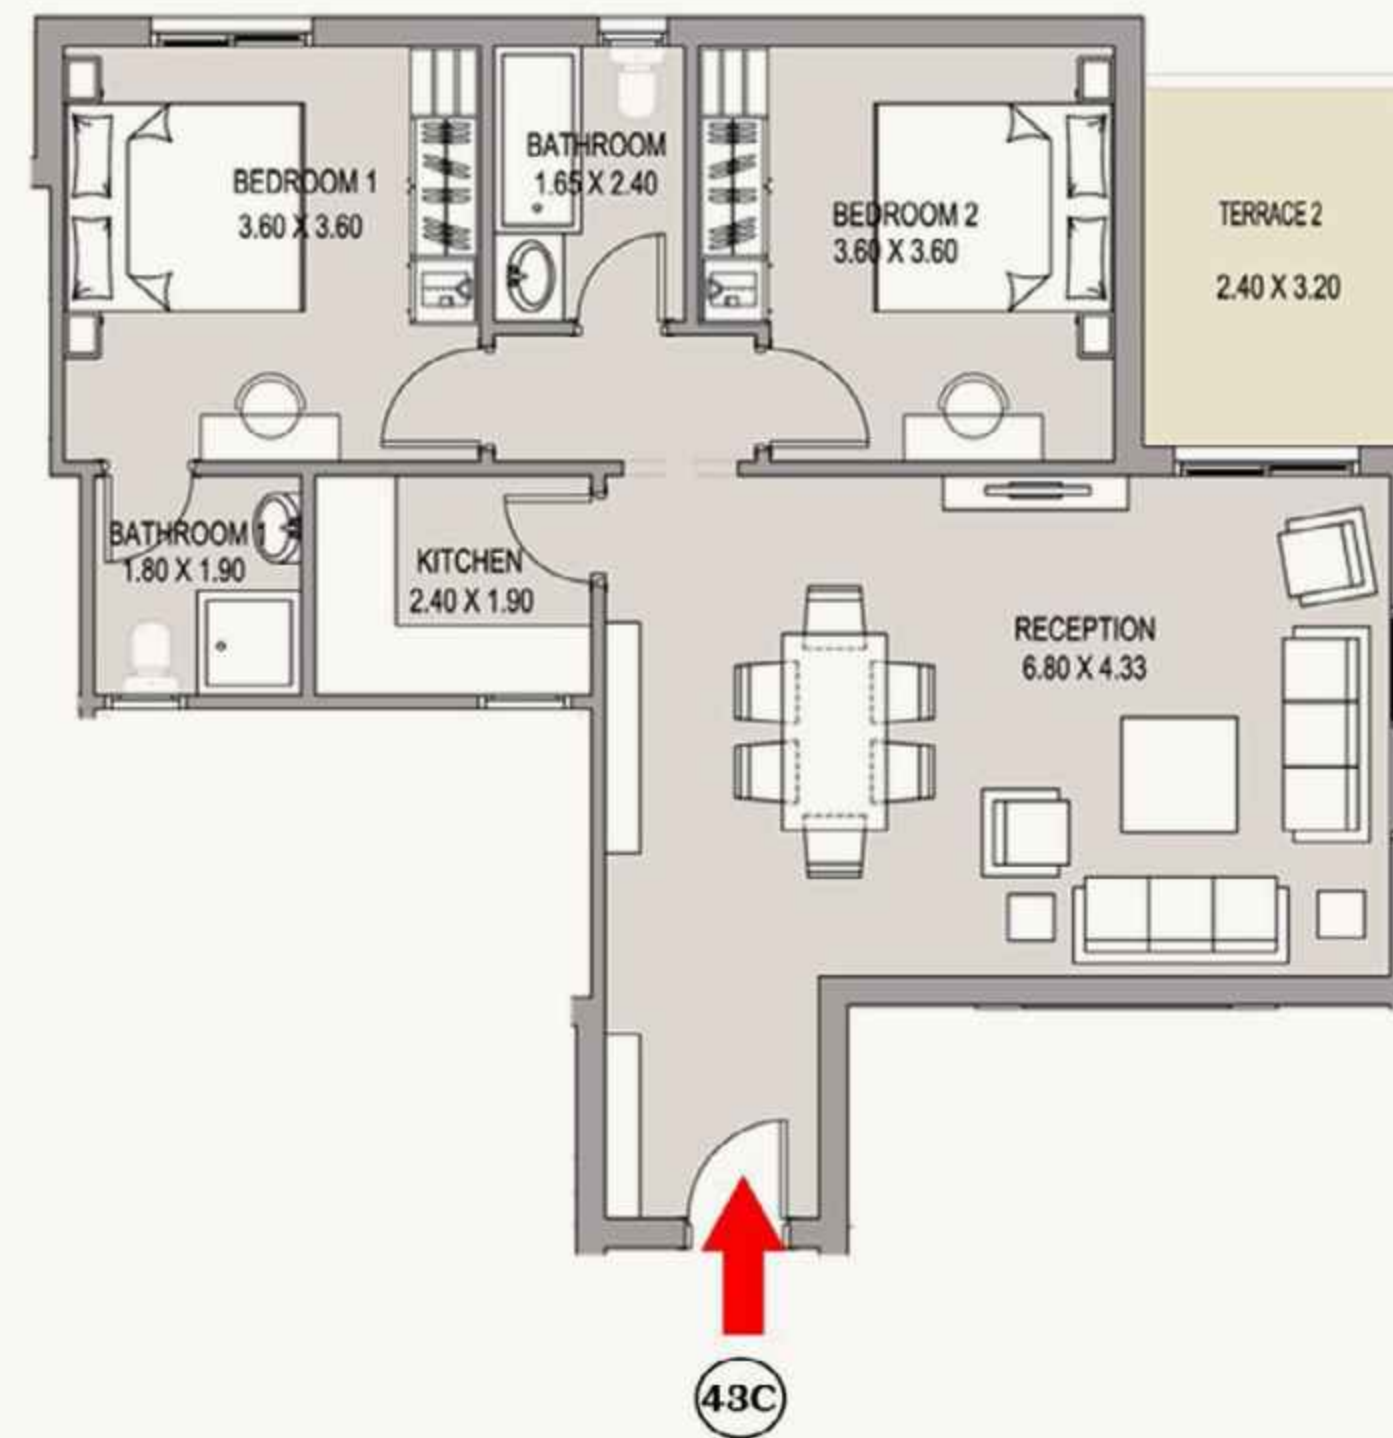 BEDROOM 1
3.60 X 3.60
BATHROOM
1.65 X 2.40
BEDROOM 2
3.60 X 3.60
TERRACE 2
2.40 X 3.20
BATHROOM 1
1.80 X 1.90
KITCHEN
2.40 X 1.90
RECEPTION
6.80 X 4.33
43C